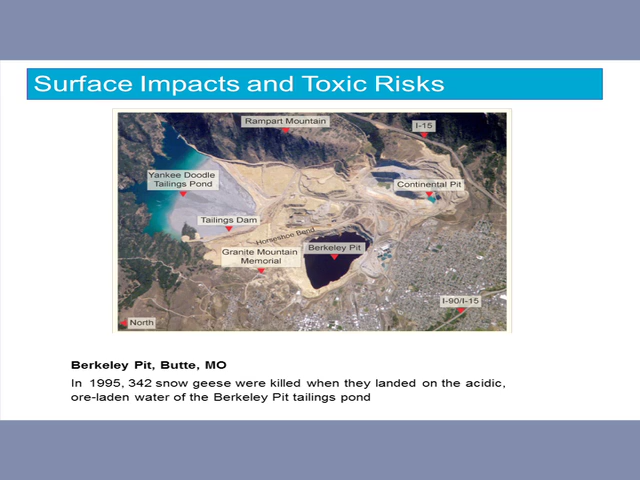 Surface Impacts and Toxic Risks
Rampart Mountain
I-15
Yankee Doodle
Tailings Pond
Continental Pit
Tailings Dam
Horseshoe Bend
Granite Mountain
Memorial
Berkeley Pit
I-90/I-15
North
Berkeley Pit, Butte, MO
In 1995, 342 snow geese were killed when they landed on the acidic,
ore-laden water of the Berkeley Pit tailings pond